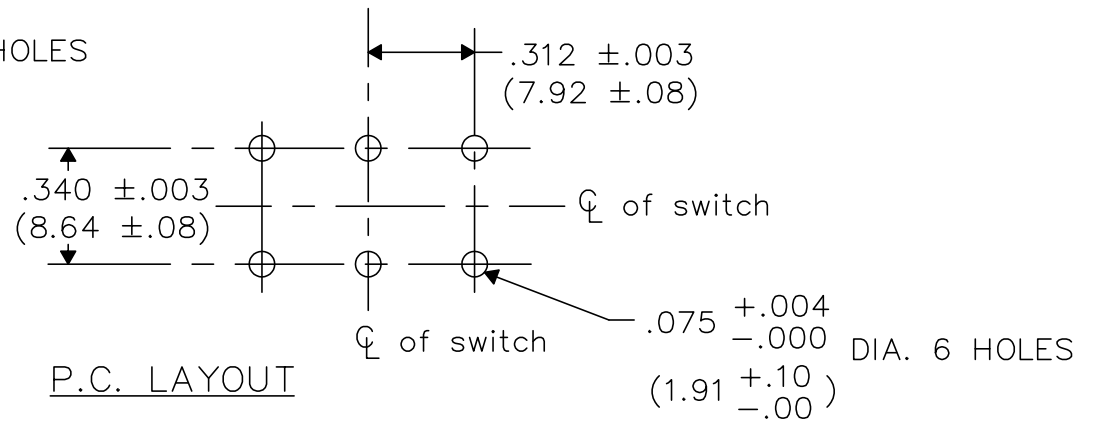 HOLES
.312 ±.003
(7.92 ±.08)
.340 ±.003
(8.64 ±.08)
℄ of switch
℄ of switch
.075 +.004 -.000 DIA. 6 HOLES
(1.91 +.10 -.00)
P.C. LAYOUT